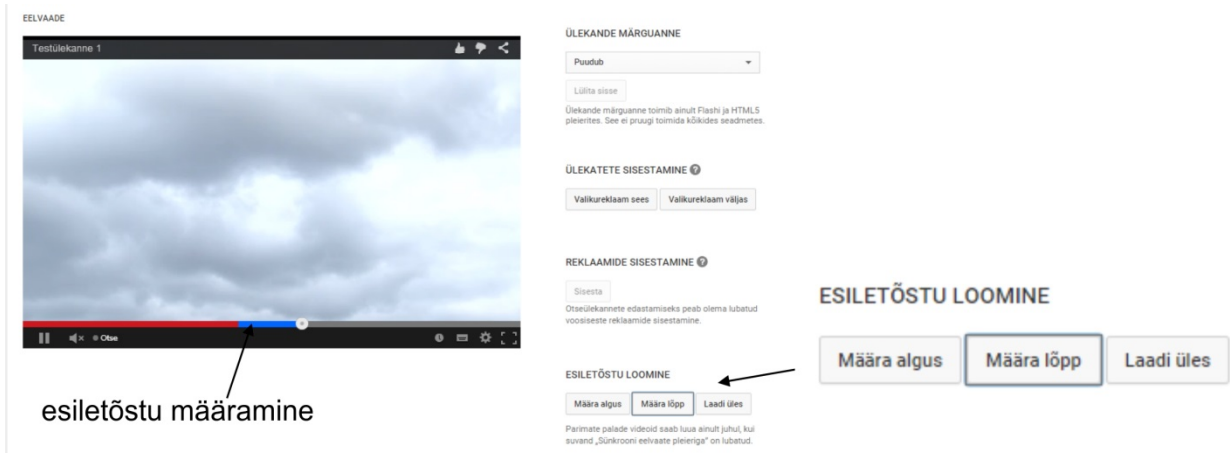 EELVAADE
Testülekanne 1
Otse
esiletõstu määramine
ÜLEKANDE MÄRGUANNE
Puudub
Lülita sisse
Ülekande märguanne toimib ainult Flashi ja HTML5
pleierites. See ei pruugi toimida kõikides seadmetes.
ÜLEKATETE SISESTAMINE ?
Valikureklaam sees Valikureklaam väljas
REKLAAMIDE SISESTAMINE ?
Sisesta
Otseülekannete edastamiseks peab olema lubatud
voosiseste reklaamide sisestamine.
ESILETÕSTU LOOMINE
Määra algus Määra lõpp Laadi üles
Parimate palade videoid saab luua ainult juhul, kui
suvand „Sünkrooni eelvaate pleieriga" on lubatud.
ESILETÕSTU LOOMINE
Määra algus Määra lõpp Laadi üles